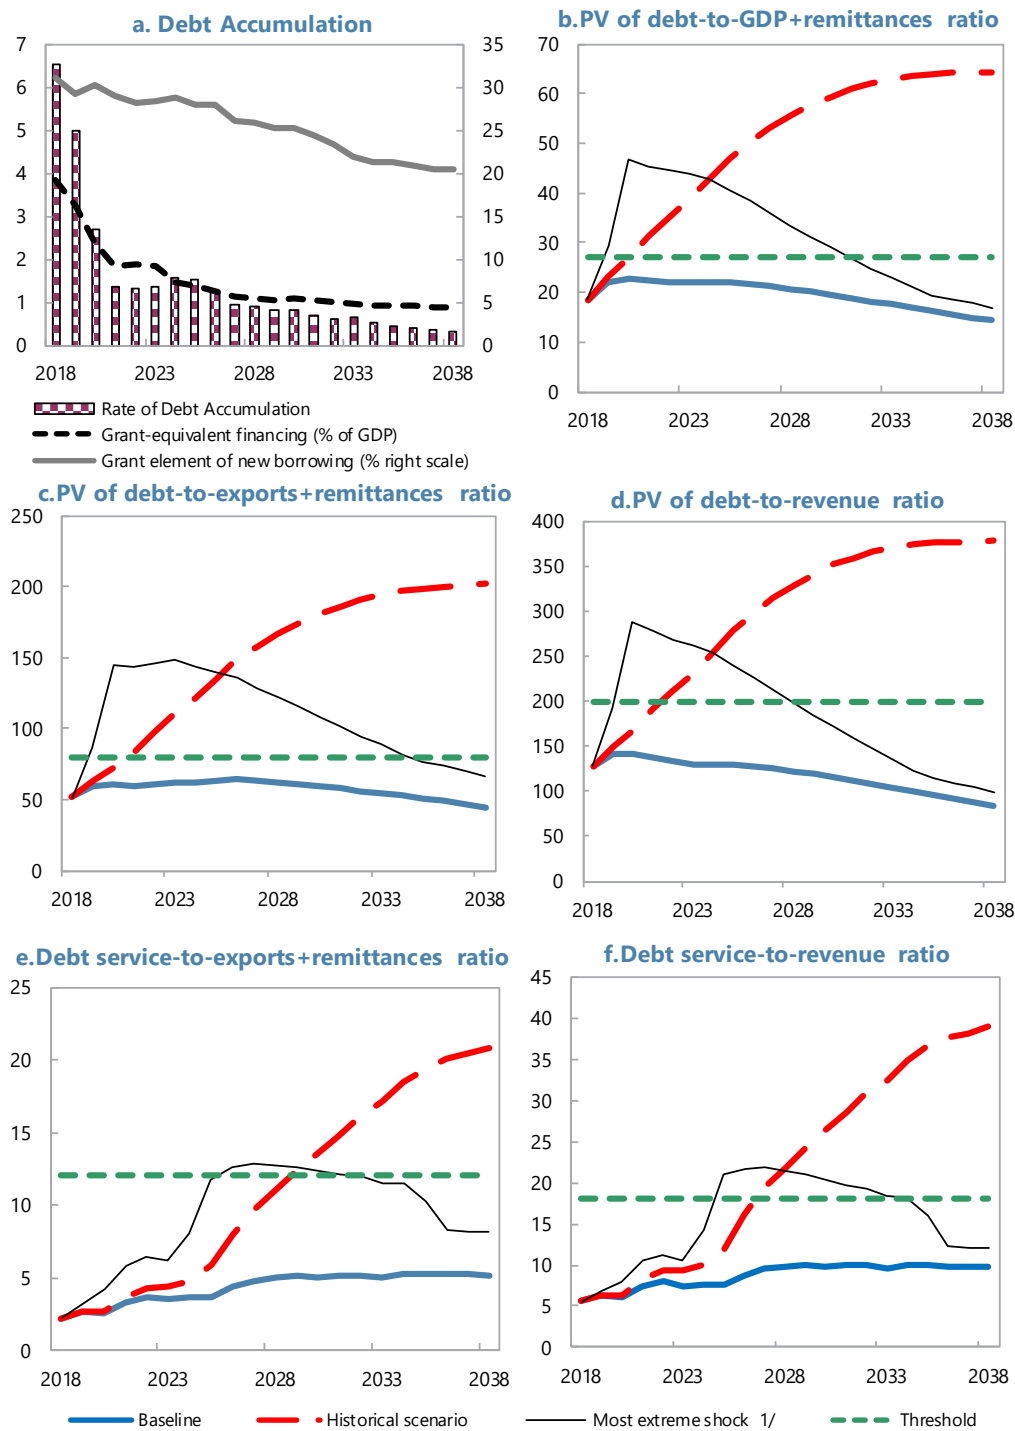 a. Debt Accumulation
7 35
6 30
5 25
4 20
3 15
2 10
1 5
0 0
2018 2023 2028 2033 2038
Rate of Debt Accumulation
Grant-equivalent financing (% of GDP)
Grant element of new borrowing (% right scale)
b.PV of debt-to-GDP+remittances ratio
70
60
50
40
30
20
10
0
2018 2023 2028 2033 2038
c.PV of debt-to-exports+remittances ratio
250
200
150
100
50
0
2018 2023 2028 2033 2038
d.PV of debt-to-revenue ratio
400
350
300
250
200
150
100
50
0
2018 2023 2028 2033 2038
e.Debt service-to-exports+remittances ratio
25
20
15
10
5
0
2018 2023 2028 2033 2038
f.Debt service-to-revenue ratio
45
40
35
30
25
20
15
10
5
0
2018 2023 2028 2033 2038
Baseline Historical scenario Most extreme shock 1/ Threshold